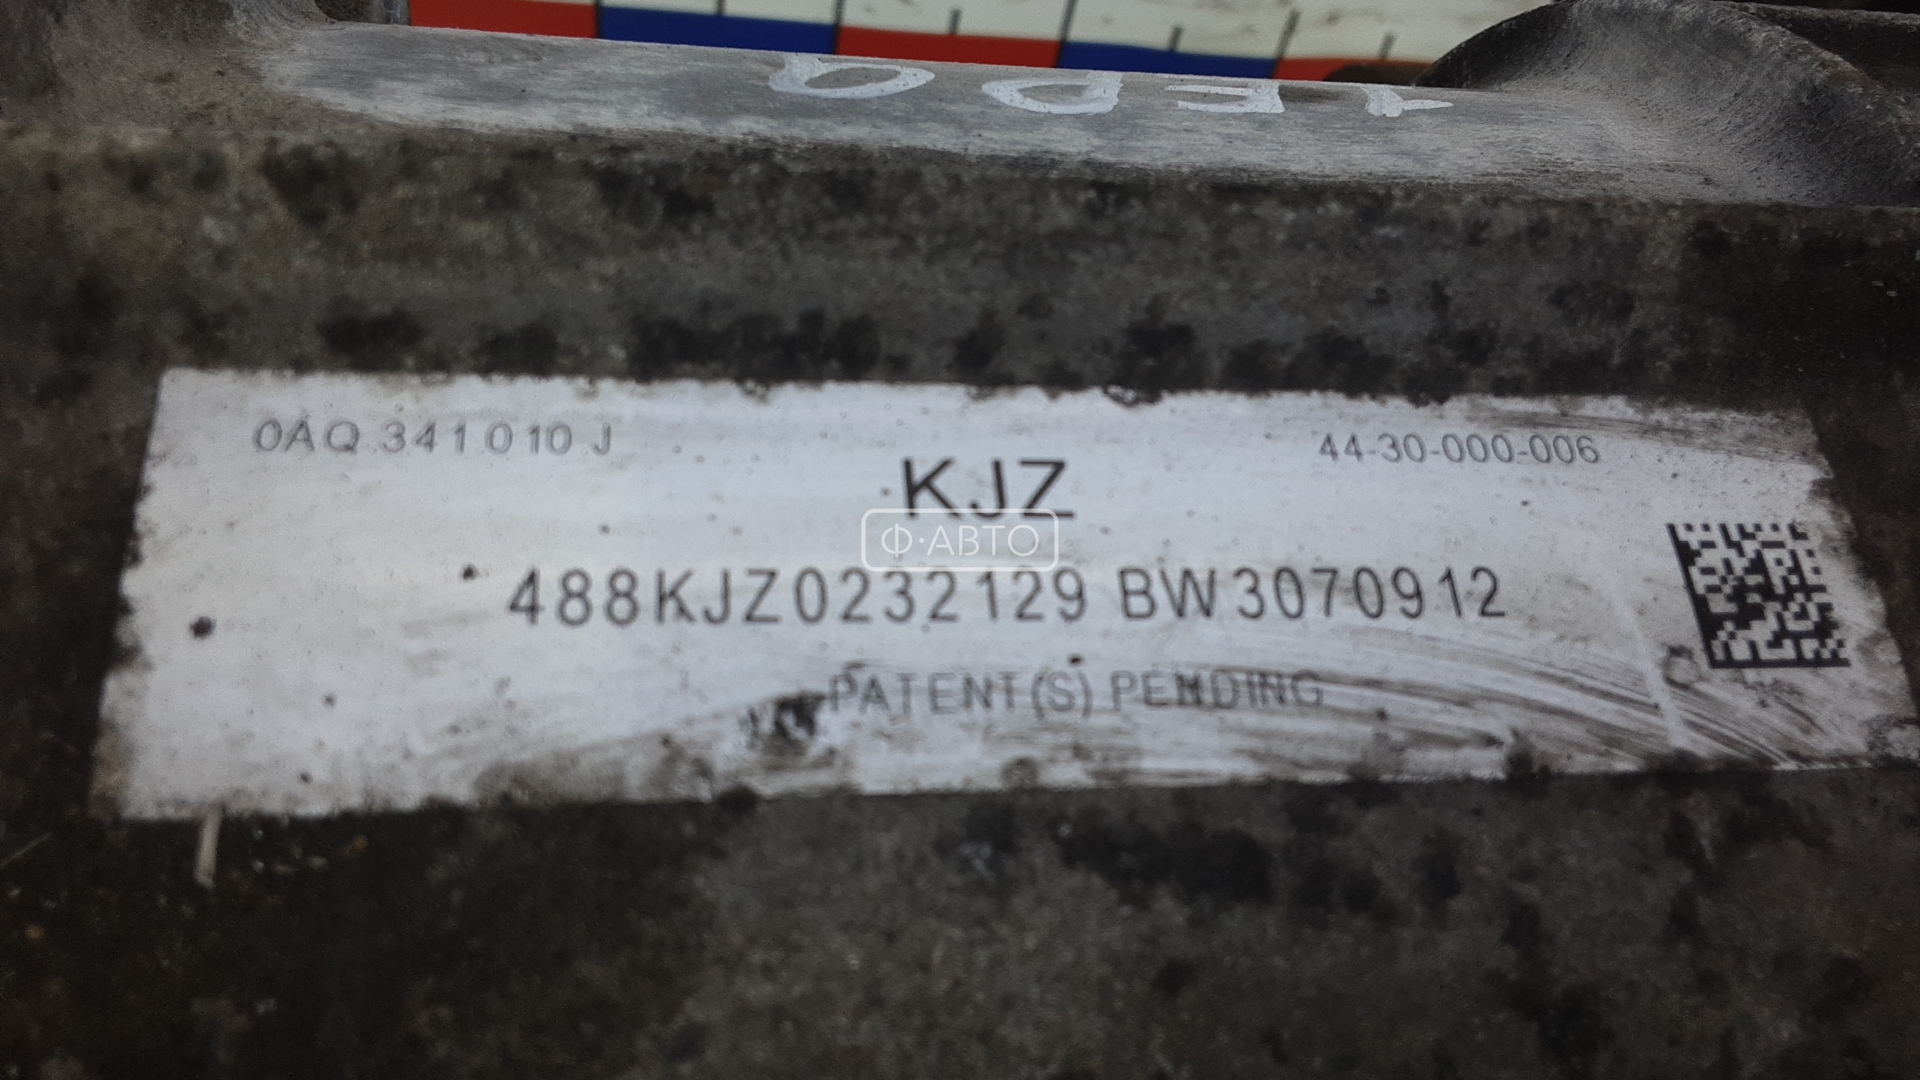 0AQ 341 010 J
44-30-000-006
KJZ
Ф·АВТО
488KJZ0232129 BW3070912
PATENT(S) PENDING